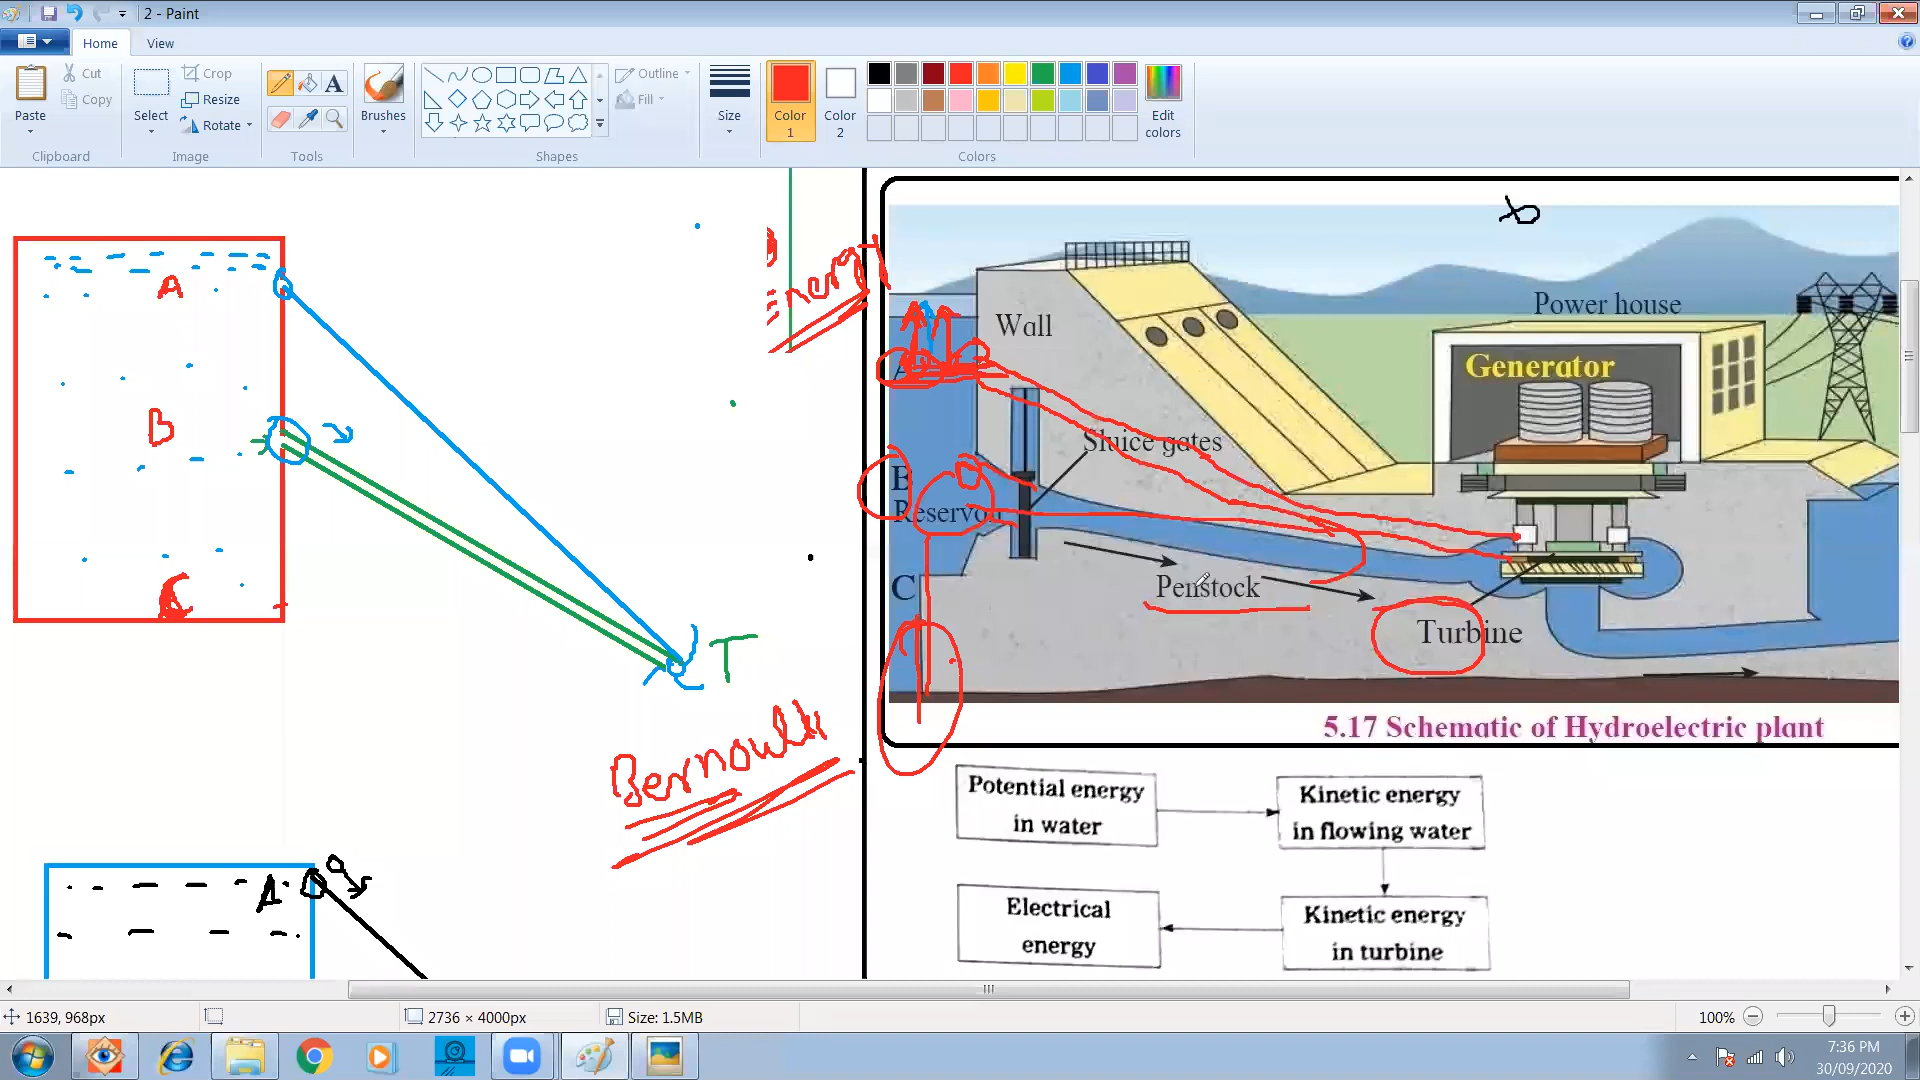 2 - Paint
Home
View
Paste
Cut
Copy
Clipboard
Select
Crop
Resize
Rotate
Image
Tools
Brushes
Outline
Fill
Shapes
Size
Color
1
Color
2
Edit
colors
Colors
A
B
C
T
Energy
Bernoulli
A
Wall
Power house
Generator
A
Sluice gates
B
Reservoir
C
Penstock
Turbine
5.17 Schematic of Hydroelectric plant
Potential energy
in water
Kinetic energy
in flowing water
Electrical
energy
Kinetic energy
in turbine
1639, 968px
2736 × 4000px
Size: 1.5MB
100%
7:36 PM
30/09/2020